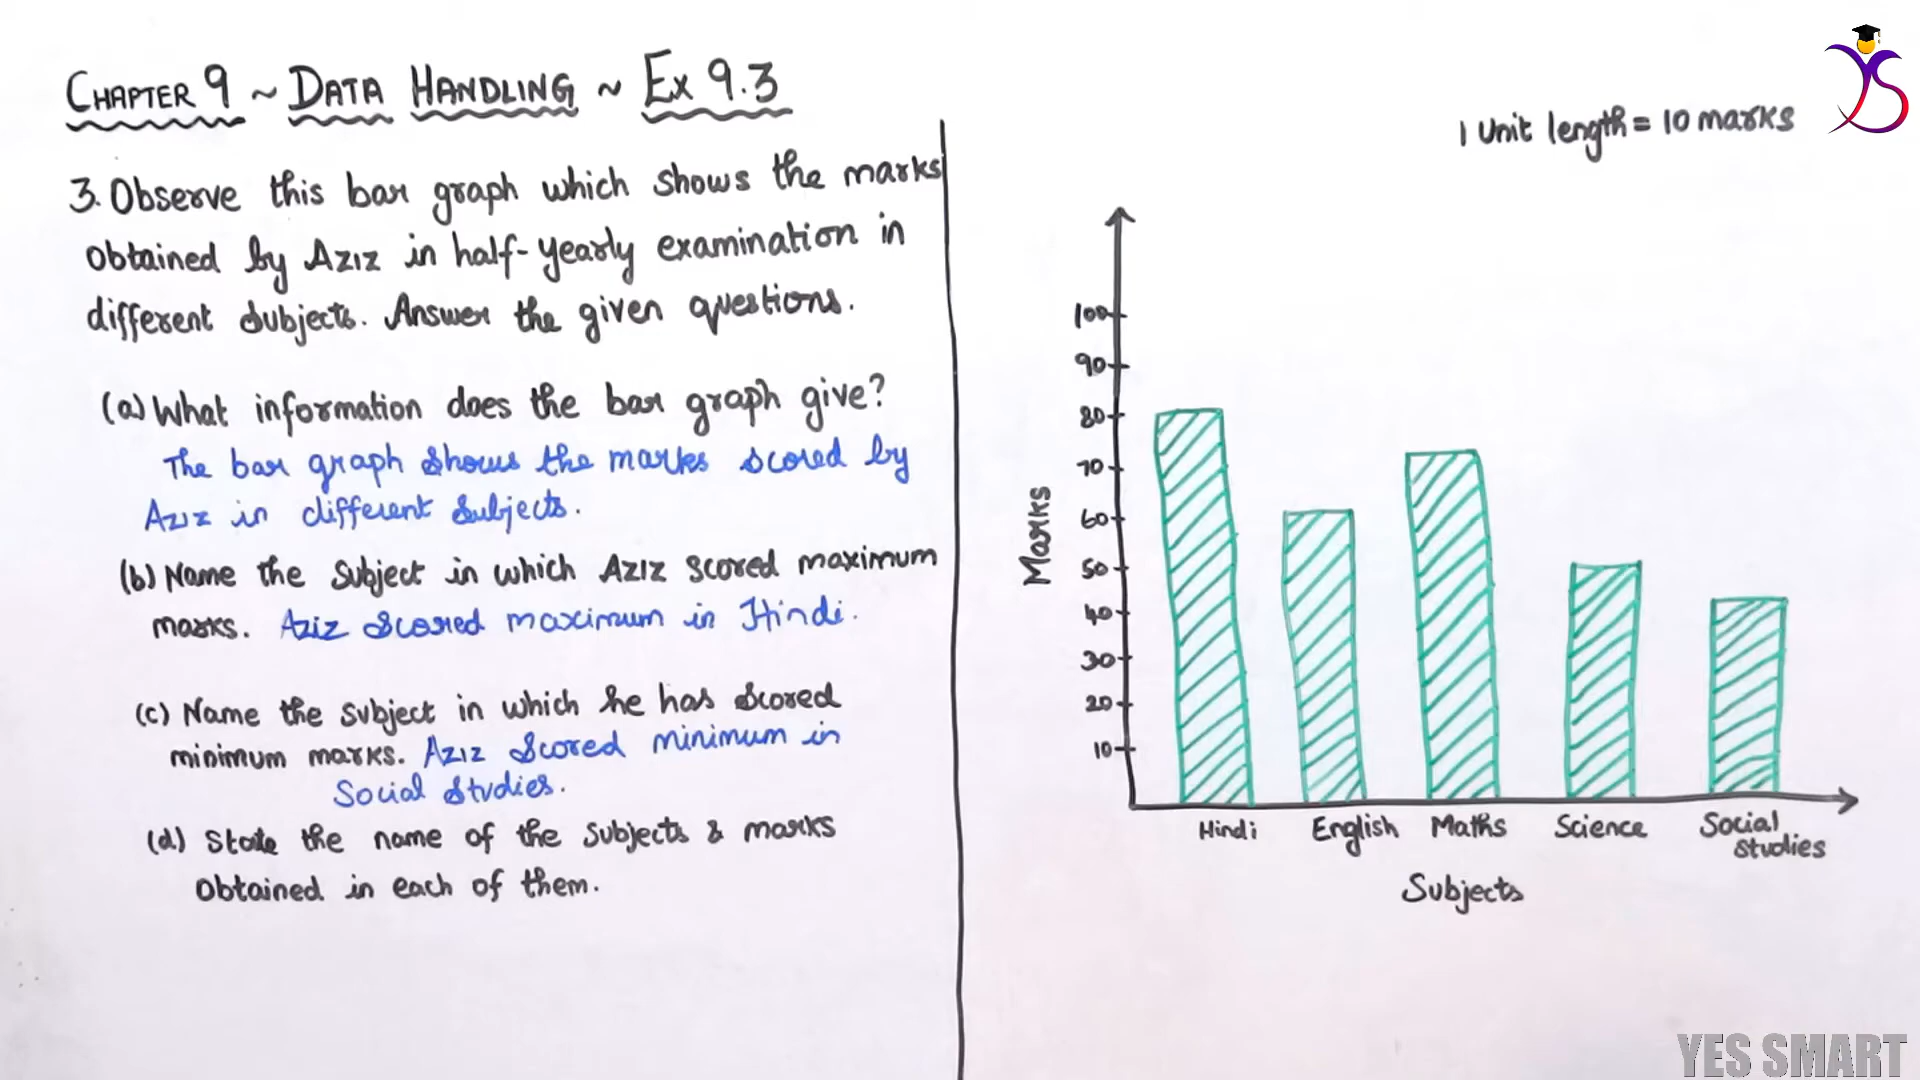 CHAPTER 9 ~ DATA HANDLING ~ Ex 9.3
3. Observe this bar graph which shows the marks
obtained by Aziz in half-yearly examination in
different subjects. Answer the given questions.
(a) What information does the bar graph give?
The bar graph shows the marks scored by
Aziz in different subjects.
(b) Name the subject in which Aziz scored maximum
marks. Aziz scored maximum in Hindi.
(c) Name the subject in which he has scored
minimum marks. Aziz scored minimum in
Social Studies.
(d) State the name of the subjects & marks
obtained in each of them.
1 Unit length = 10 marks
YS
Marks
100
90
80
70
60
50
40
30
20
10
Hindi English Maths Science Social
studies
Subjects
YES SMART